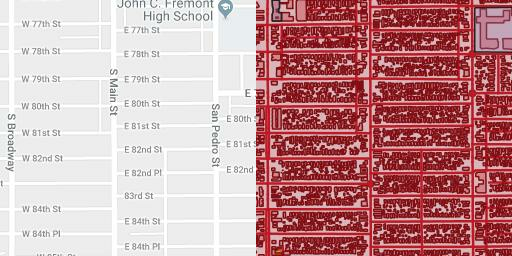 John C. Fremont
High School
W 77th St
E 77th St
W 78th St
E 78th St
W 79th St
E 79th St
S Main St
E
W 80th St
E 80th St
San Pedro St
E 80th S
S Broadway
W 81st St
E 81st St
E 81st S
W 82nd St
E 82nd St
E 82nd
E 82nd Pl
83rd St
W 84th St
E 84th St
W 84th Pl
E 84th Pl